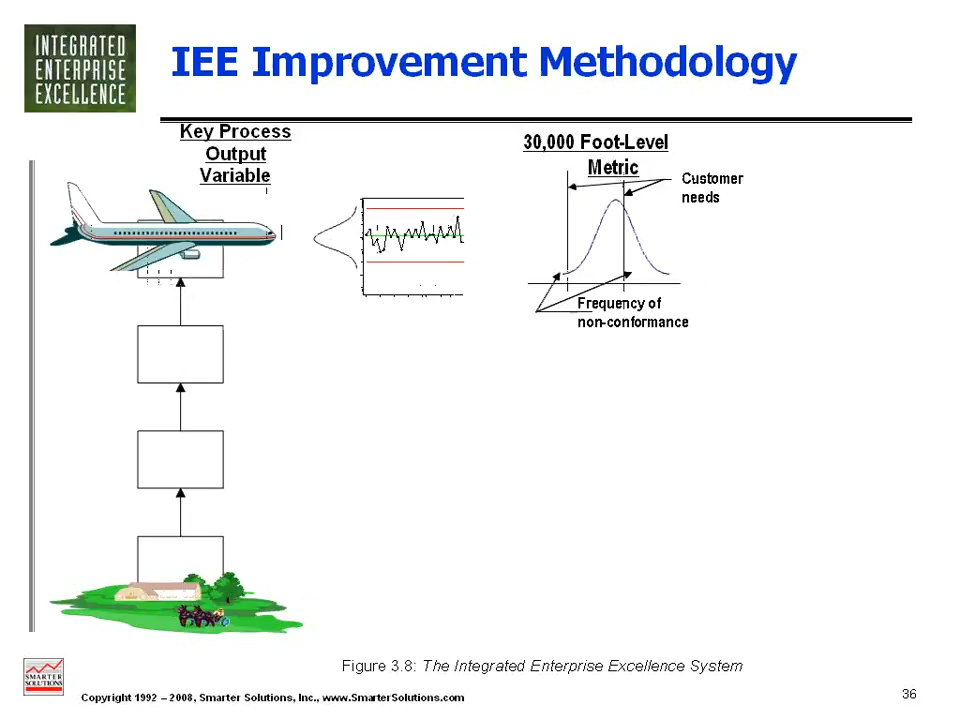 INTEGRATED
ENTERPRISE
EXCELLENCE
IEE Improvement Methodology
Key Process
Output
Variable
30,000 Foot-Level
Metric
Customer
needs
Frequency of
non-conformance
Figure 3.8: The Integrated Enterprise Excellence System
SMARTER
SOLUTIONS
Copyright 1992 – 2008, Smarter Solutions, Inc., www.SmarterSolutions.com
36